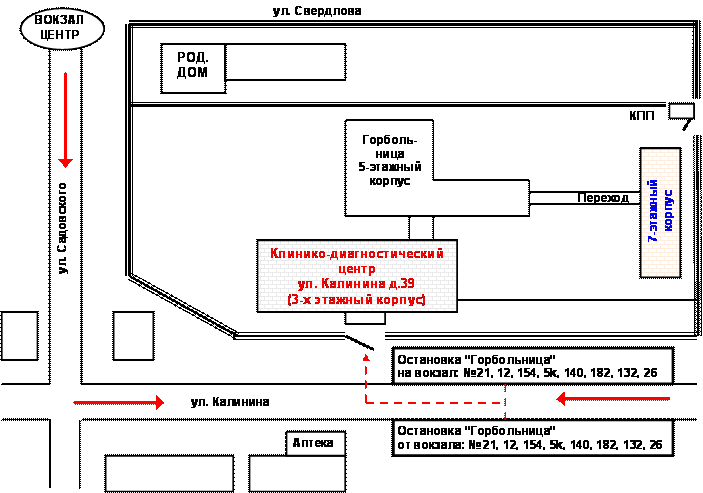 ул. Свердлова
ВОКЗАЛ
ЦЕНТР
РОД.
ДОМ
КПП
Горболь-
ница
5-этажный
корпус
Переход
7-этажный
корпус
ул. Садовского
Клинико-диагностический
центр
ул. Калинина д.39
(3-х этажный корпус)
Остановка "Горбольница"
на вокзал: №21, 12, 154, 5k, 140, 182, 132, 26
ул. Калинина
Остановка "Горбольница"
от вокзала: №21, 12, 154, 5k, 140, 182, 132, 26
Аптека